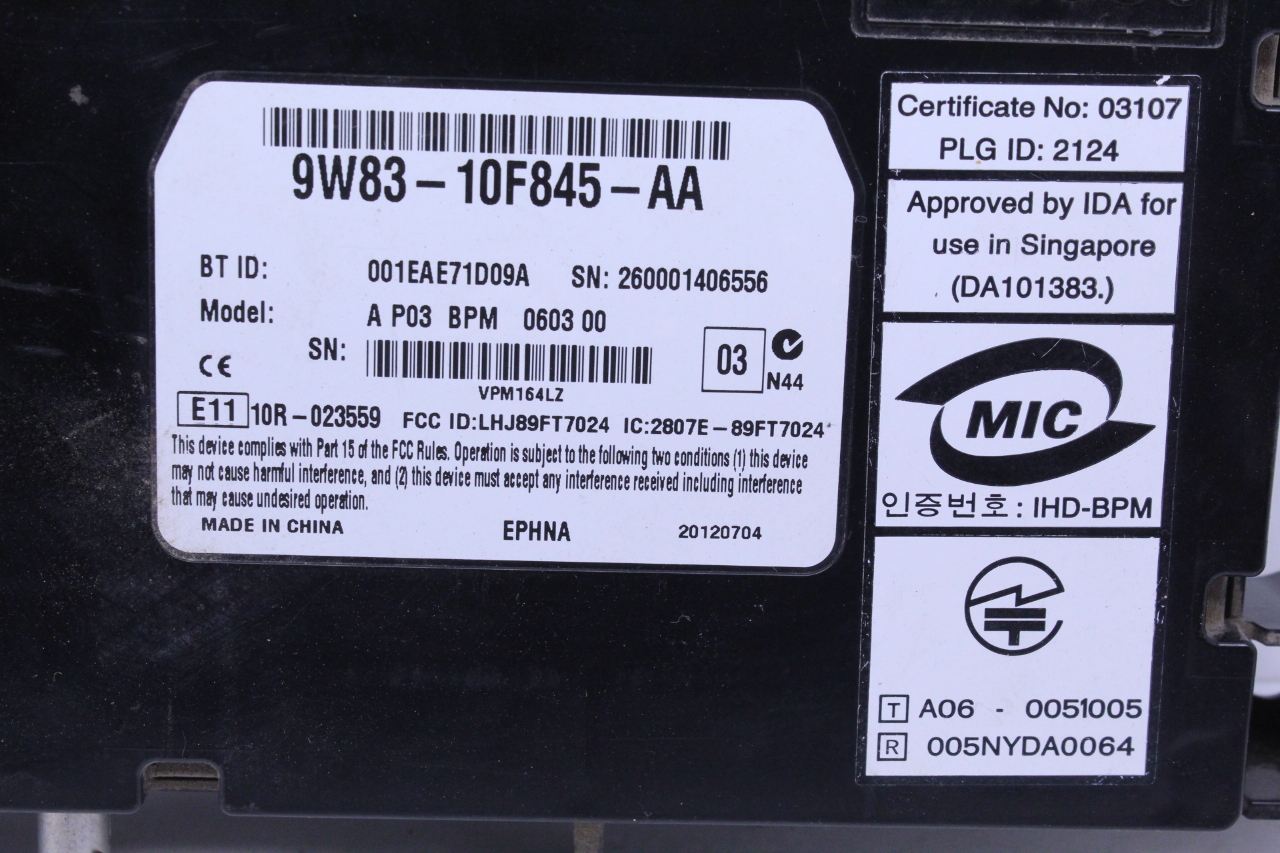 9W83-10F845-AA
BT ID: 001EAE71D09A SN: 260001406556
Model: A P03 BPM 0603 00
SN:
VPM164LZ
03
N44
CE
E11 10R-023559 FCC ID:LHJ89FT7024 IC:2807E-89FT7024
This device complies with Part 15 of the FCC Rules. Operation is subject to the following two conditions (1) this device
may not cause harmful interference, and (2) this device must accept any interference received including interference
that may cause undesired operation.
MADE IN CHINA EPHNA 20120704
Certificate No: 03107
PLG ID: 2124
Approved by IDA for
use in Singapore
(DA101383.)
MIC
인증번호 : IHD-BPM
T A06 - 0051005
R 005NYDA0064